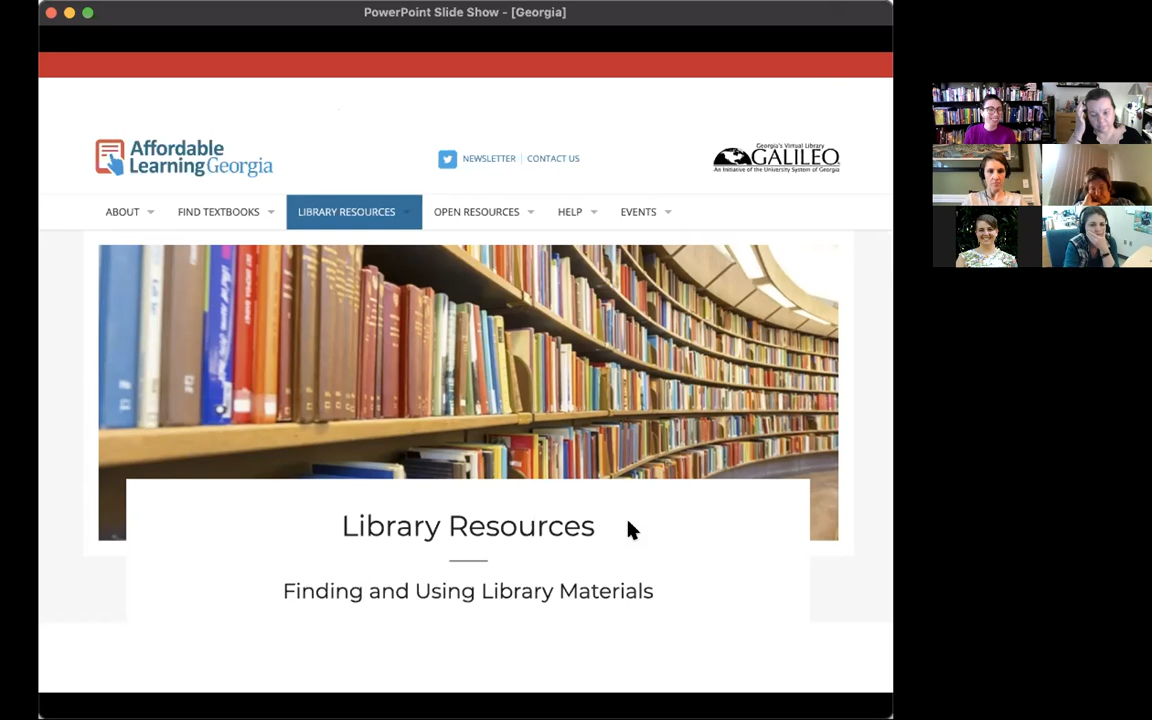 PowerPoint Slide Show - [Georgia]
Affordable
Learning Georgia
NEWSLETTER | CONTACT US
Georgia's Virtual Library
GALILEO
An Initiative of the University System of Georgia
ABOUT
FIND TEXTBOOKS
LIBRARY RESOURCES
OPEN RESOURCES
HELP
EVENTS
Library Resources
Finding and Using Library Materials